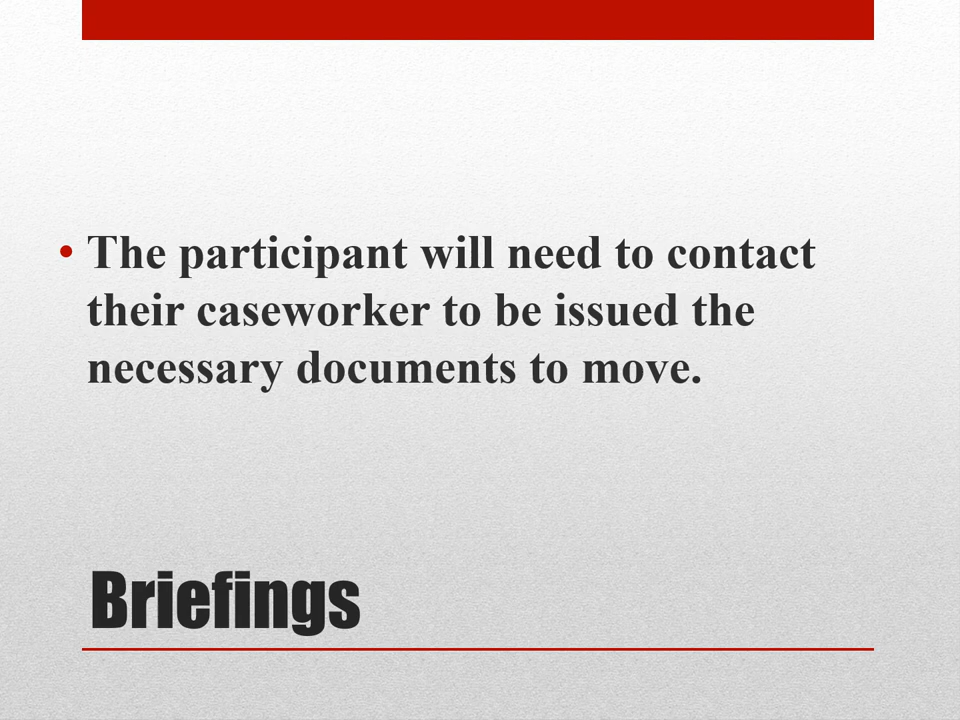 • The participant will need to contact
their caseworker to be issued the
necessary documents to move.
Briefings